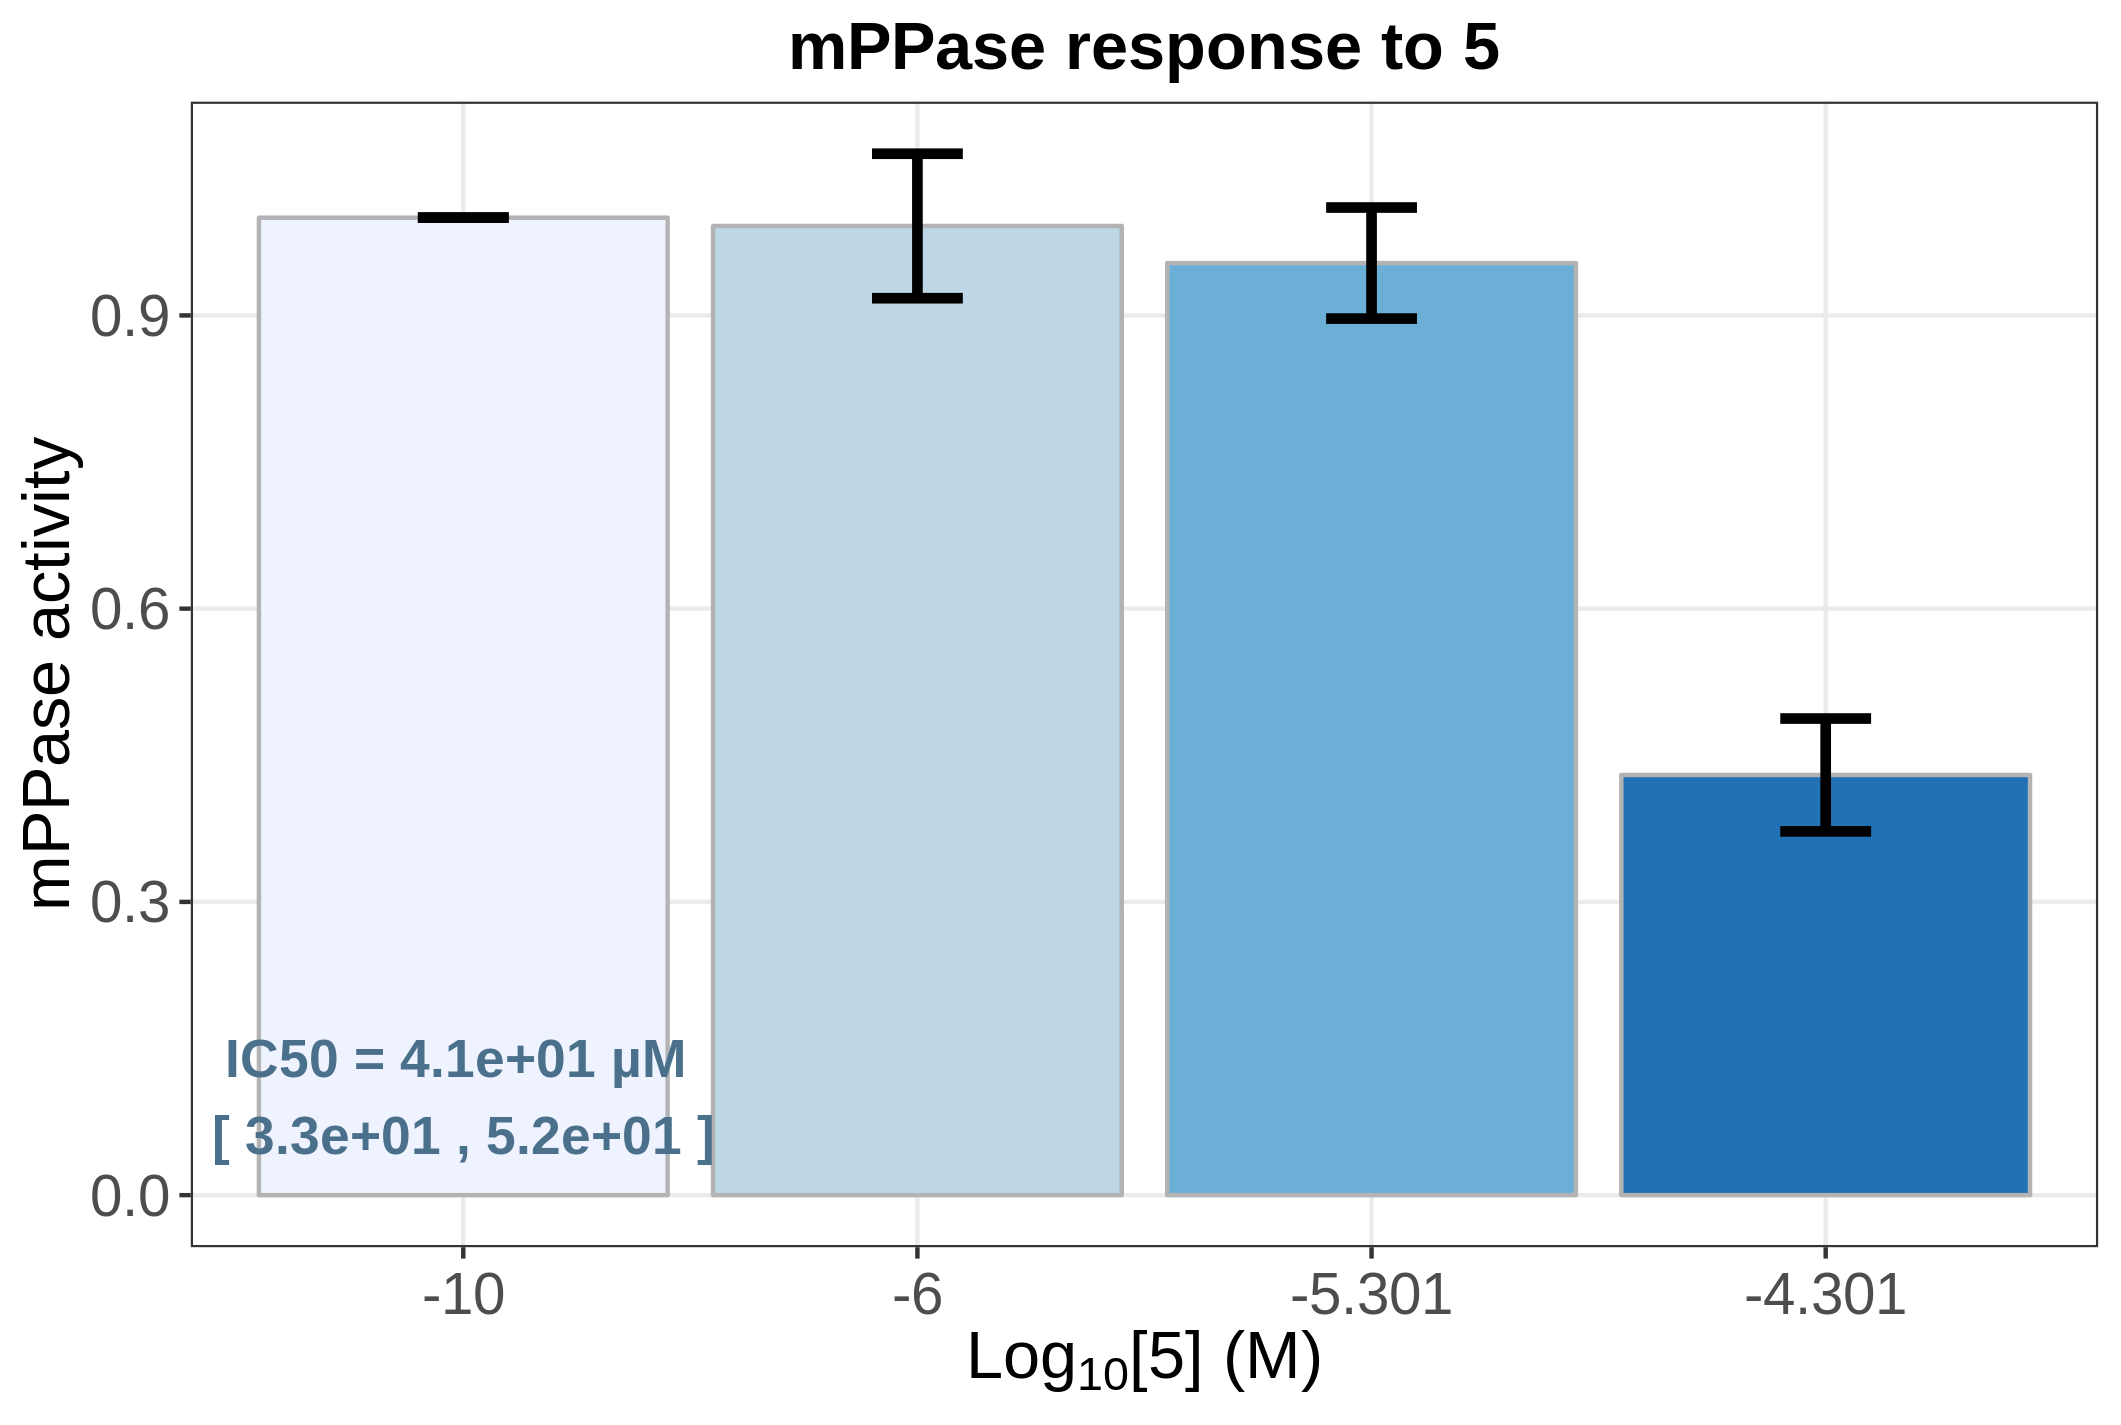 mPPase response to 5
mPPase activity
0.9
0.6
0.3
0.0
IC50 = 4.1e+01 µM
[ 3.3e+01 , 5.2e+01 ]
-10
-6
-5.301
-4.301
Log₁₀[5] (M)